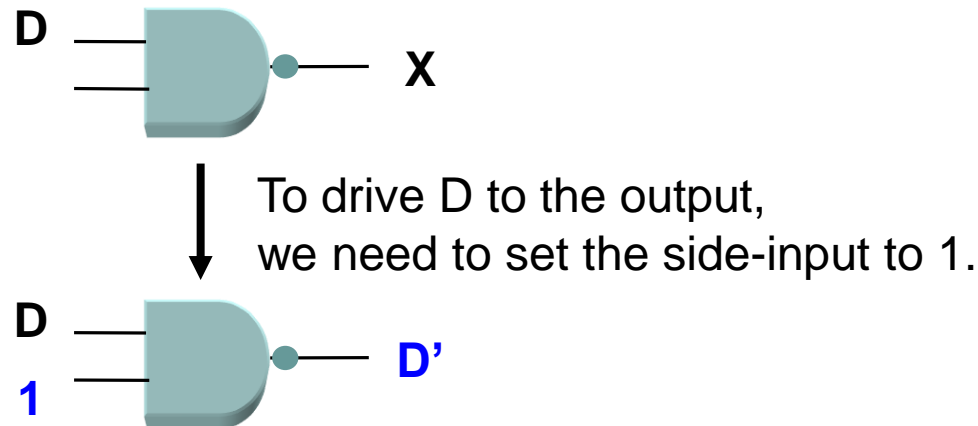 D
X
To drive D to the output,
we need to set the side-input to 1.
D
D’
1